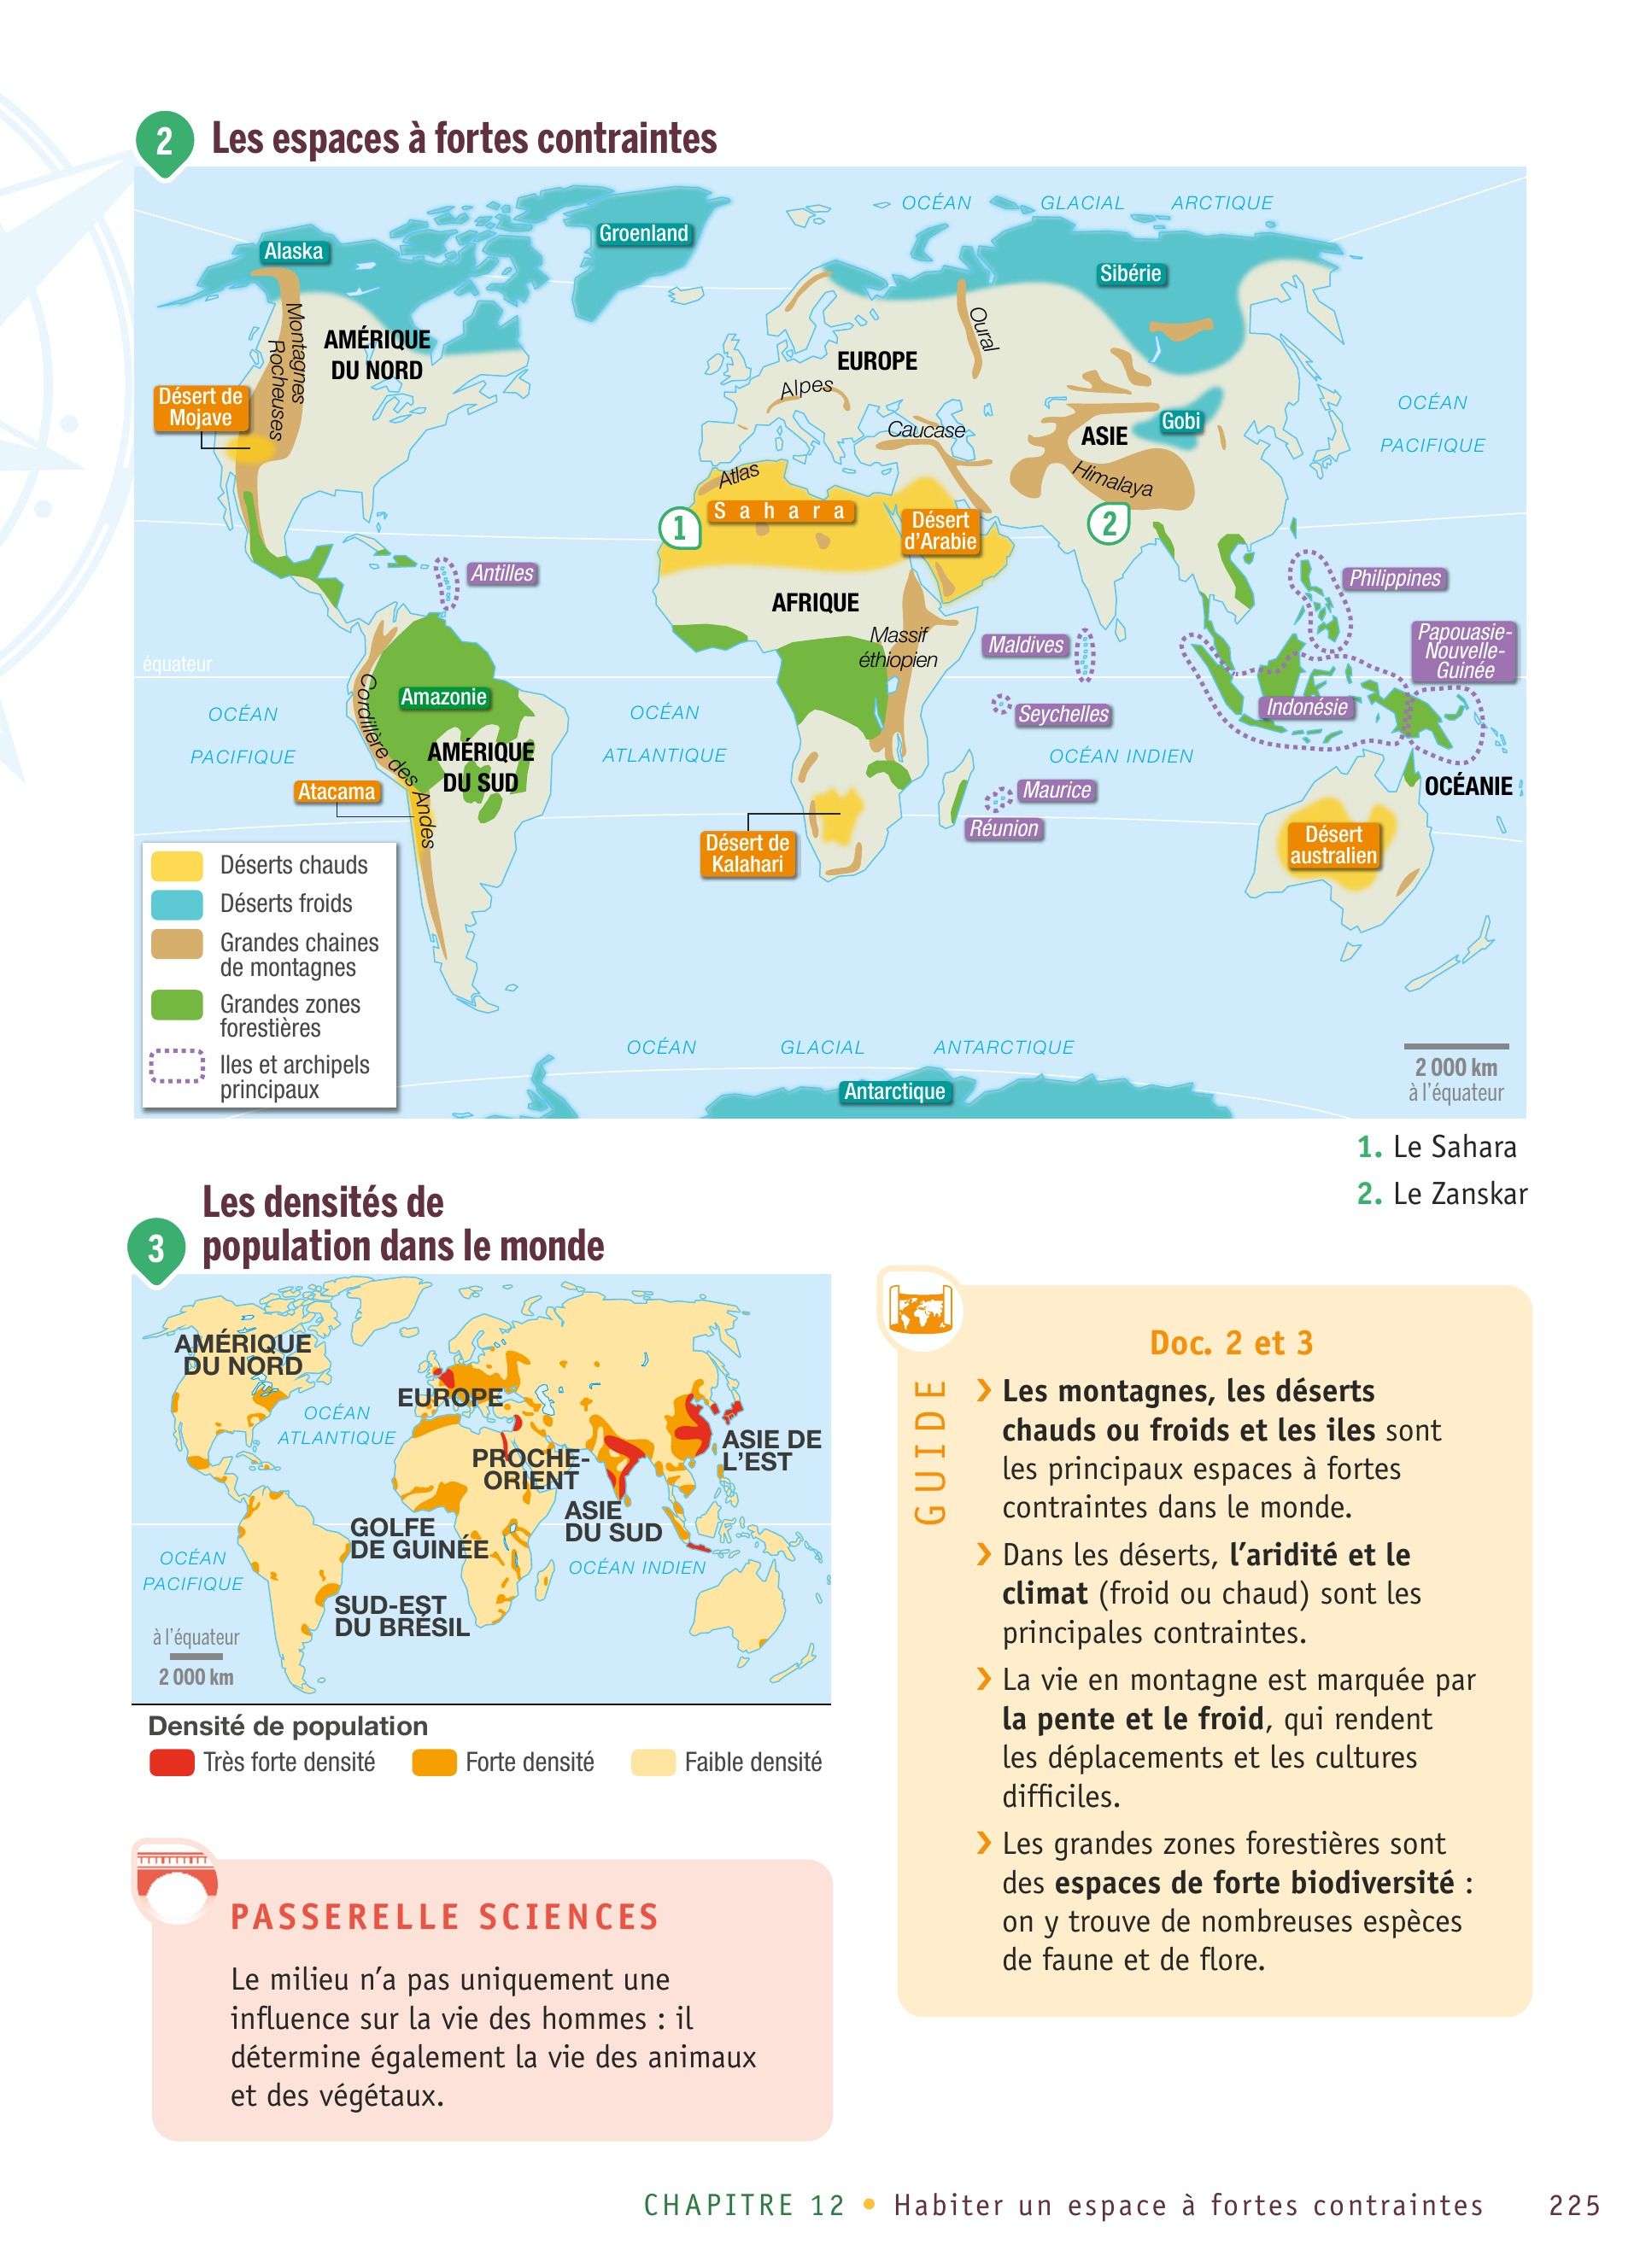 2
Les espaces à fortes contraintes
OCÉAN GLACIAL ARCTIQUE
Alaska
Groenland
Sibérie
Montagnes
Rocheuses
AMÉRIQUE
DU NORD
EUROPE
Oural
Alpes
Désert de
Mojave
OCÉAN
PACIFIQUE
Caucase
ASIE
Gobi
Atlas
Himalaya
1
Sahara
Désert
d'Arabie
2
Antilles
Philippines
AFRIQUE
Massif
éthiopien
Maldives
Papouasie-
Nouvelle-
Guinée
équateur
Amazonie
Cordillère des Andes
OCÉAN
PACIFIQUE
OCÉAN
ATLANTIQUE
Seychelles
Indonésie
AMÉRIQUE
DU SUD
OCÉAN INDIEN
Atacama
Maurice
OCÉANIE
Réunion
Désert de
Kalahari
Désert
australien
Déserts chauds
Déserts froids
Grandes chaines
de montagnes
Grandes zones
forestières
Iles et archipels
principaux
OCÉAN GLACIAL ANTARCTIQUE
Antarctique
2 000 km
à l'équateur
1. Le Sahara
2. Le Zanskar
3
Les densités de
population dans le monde
AMÉRIQUE
DU NORD
EUROPE
OCÉAN
ATLANTIQUE
PROCHE-
ORIENT
ASIE DE
L'EST
ASIE
DU SUD
GOLFE
DE GUINÉE
OCÉAN
PACIFIQUE
OCÉAN INDIEN
SUD-EST
DU BRÉSIL
à l'équateur
2 000 km
Densité de population
Très forte densité
Forte densité
Faible densité
PASSERELLE SCIENCES
Le milieu n'a pas uniquement une
influence sur la vie des hommes : il
détermine également la vie des animaux
et des végétaux.
GUIDE
Doc. 2 et 3
❯ Les montagnes, les déserts
chauds ou froids et les iles sont
les principaux espaces à fortes
contraintes dans le monde.
❯ Dans les déserts, l'aridité et le
climat (froid ou chaud) sont les
principales contraintes.
❯ La vie en montagne est marquée par
la pente et le froid, qui rendent
les déplacements et les cultures
difficiles.
❯ Les grandes zones forestières sont
des espaces de forte biodiversité :
on y trouve de nombreuses espèces
de faune et de flore.
CHAPITRE 12 • Habiter un espace à fortes contraintes 225